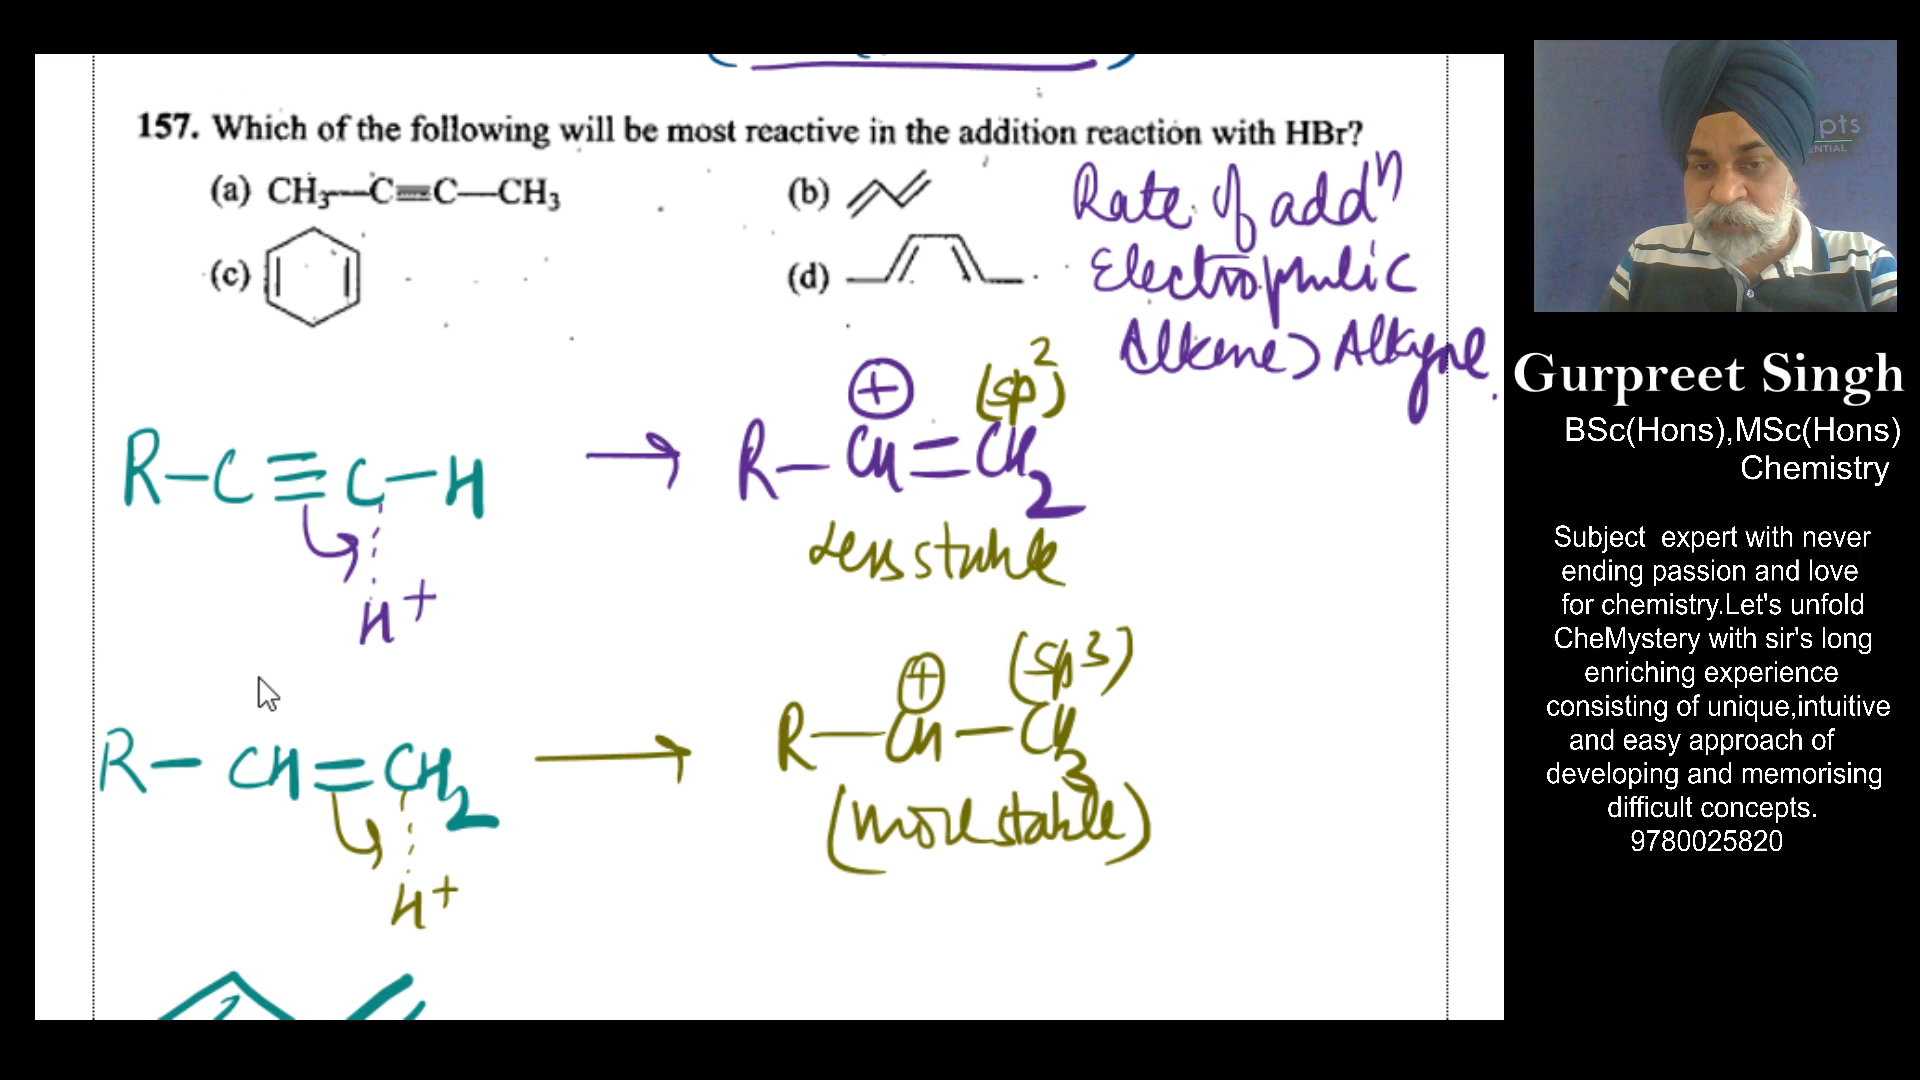 157. Which of the following will be most reactive in the addition reaction with HBr?
(a) CH3—C≡C—CH3
(b)
(c)
(d)
Rate of addn
Electrophilic
Alkene > Alkyne.
R–C≡C–H
H+
→
⊕
(sp2)
R–CH=CH2
Less stable
R–CH=CH2
H+
→
⊕
(sp3)
R–CH–CH3
(more stable)
pts
ENTIAL
Gurpreet Singh
BSc(Hons),MSc(Hons)
Chemistry
Subject expert with never
ending passion and love
for chemistry.Let's unfold
CheMystery with sir's long
enriching experience
consisting of unique,intuitive
and easy approach of
developing and memorising
difficult concepts.
9780025820